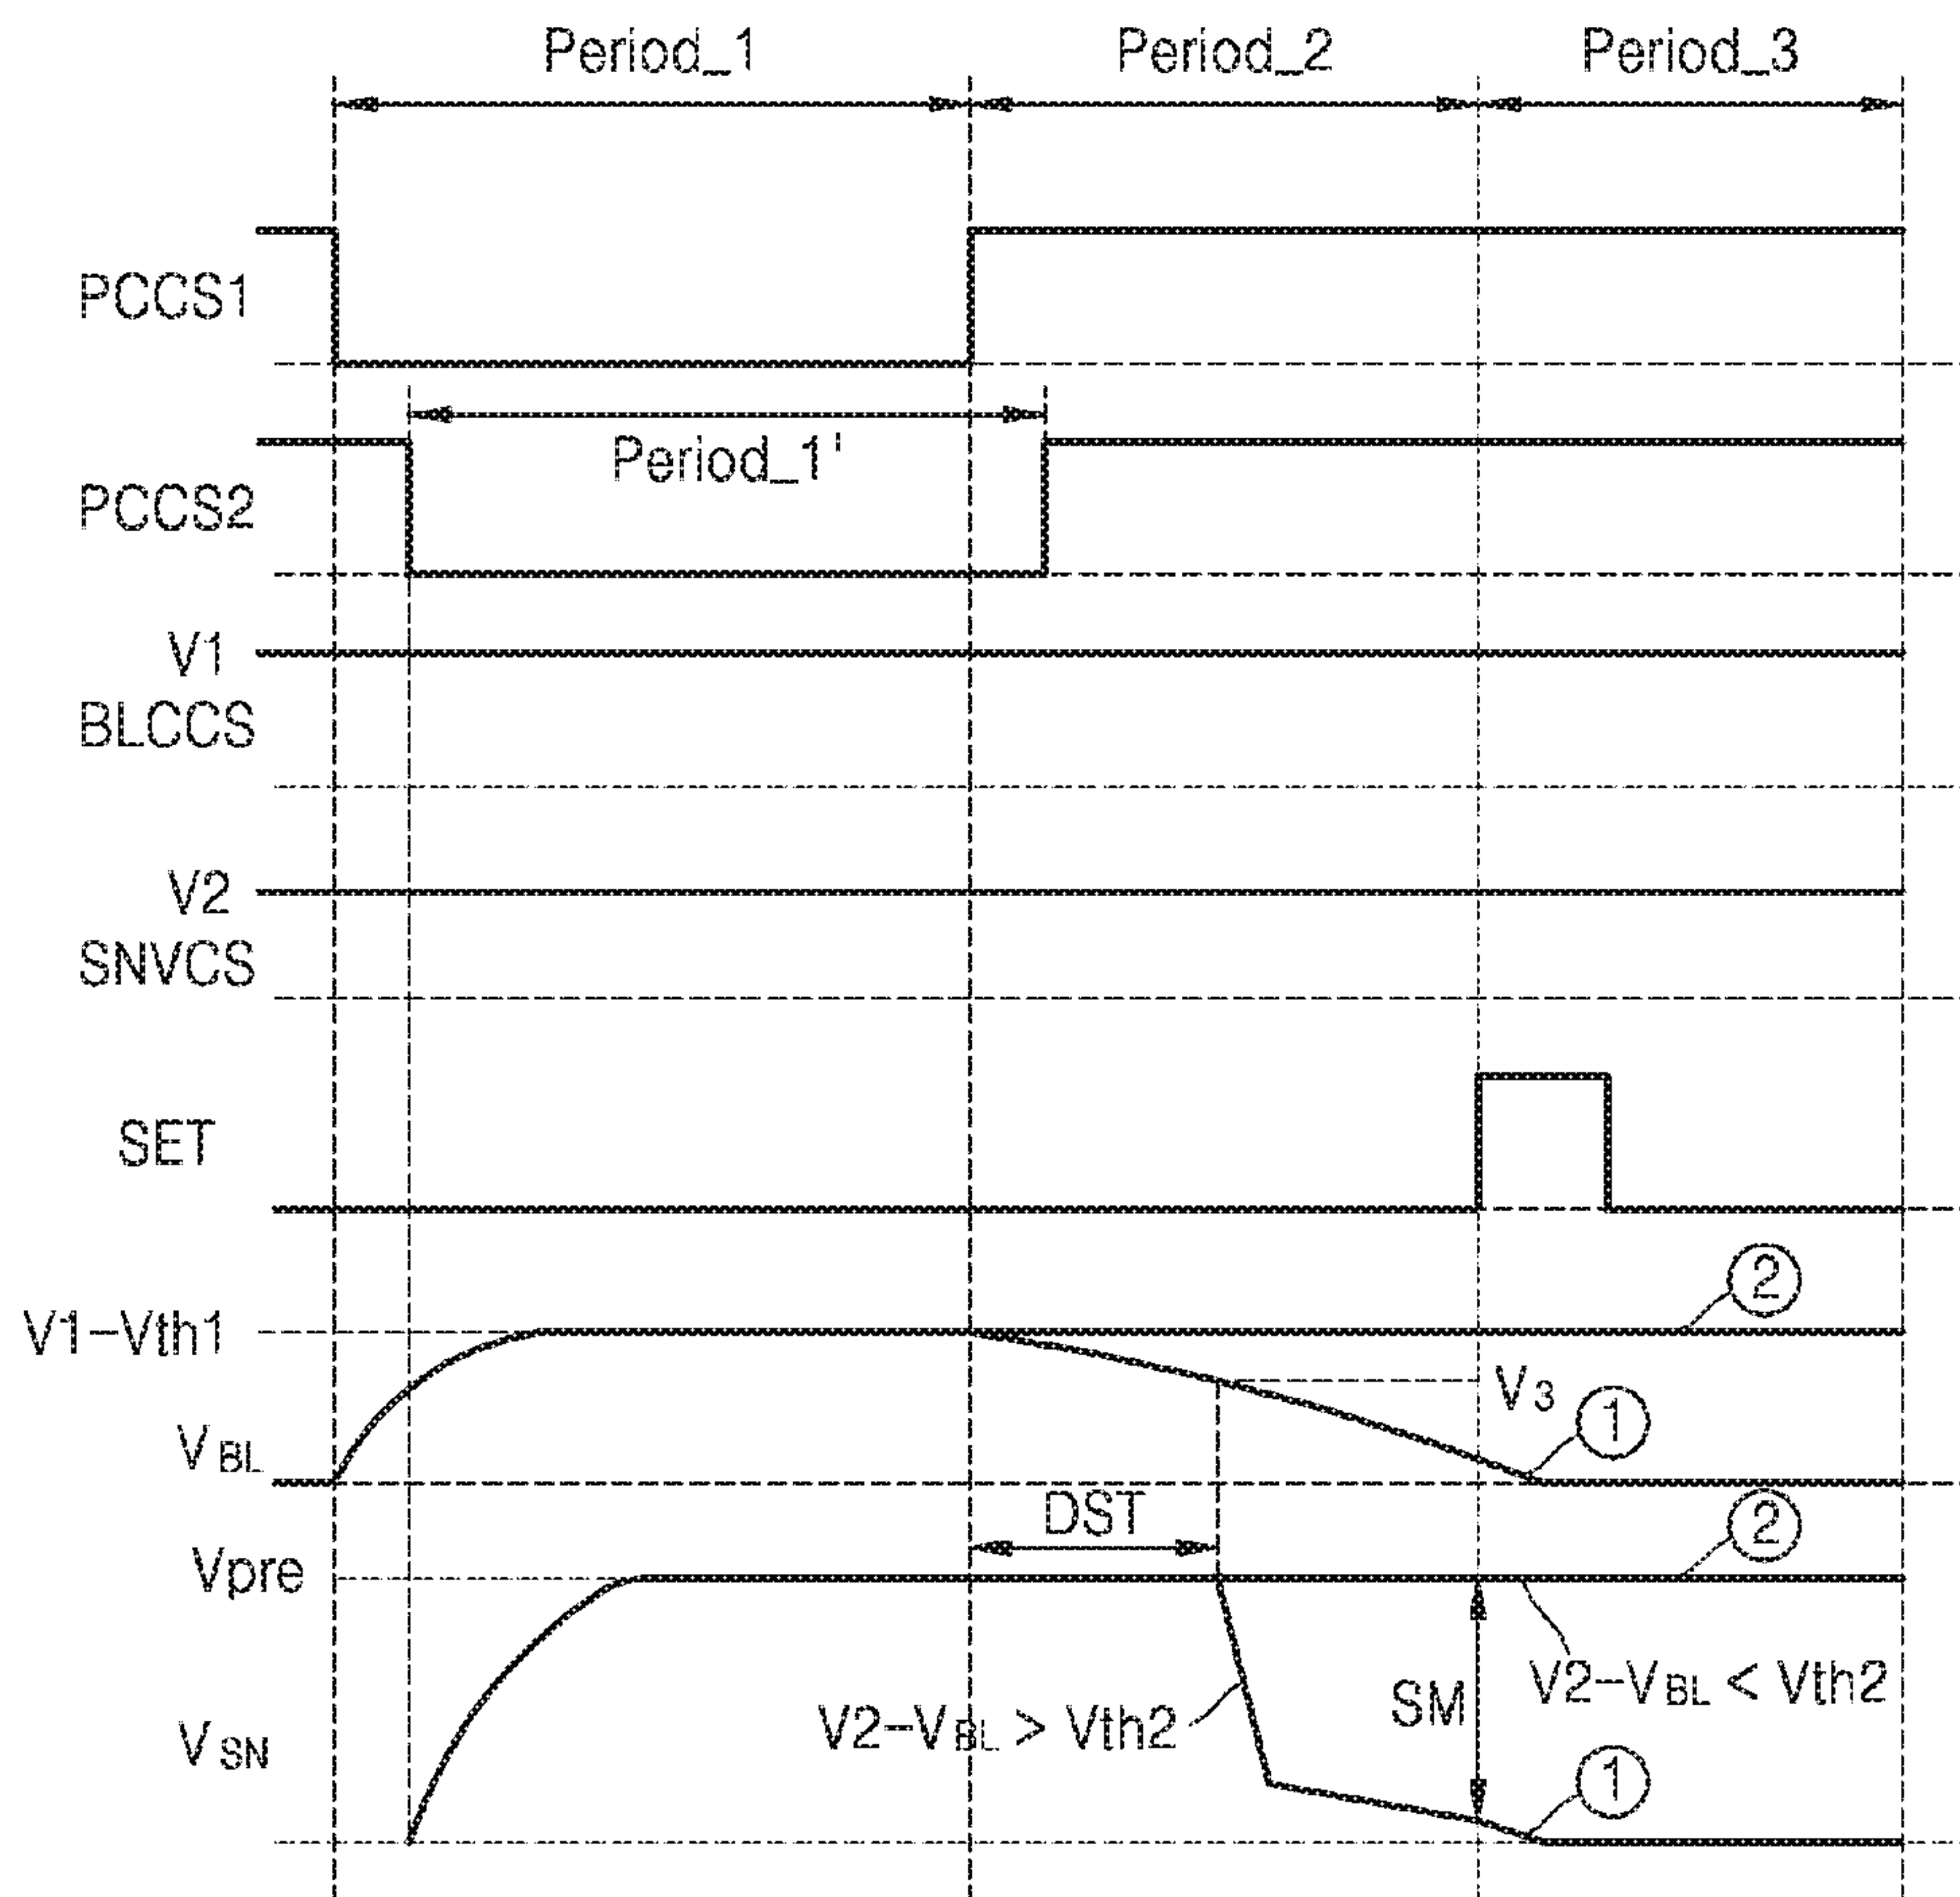 Period_1 Period_2 Period_3
PCCS1
Period_1'
PCCS2
V1
BLCCS
V2
SNVCS
SET
②
V1-Vth1
V3
①
VBL
DST
②
Vpre
V2-VBL < Vth2
SM
V2-VBL > Vth2
VSN
①